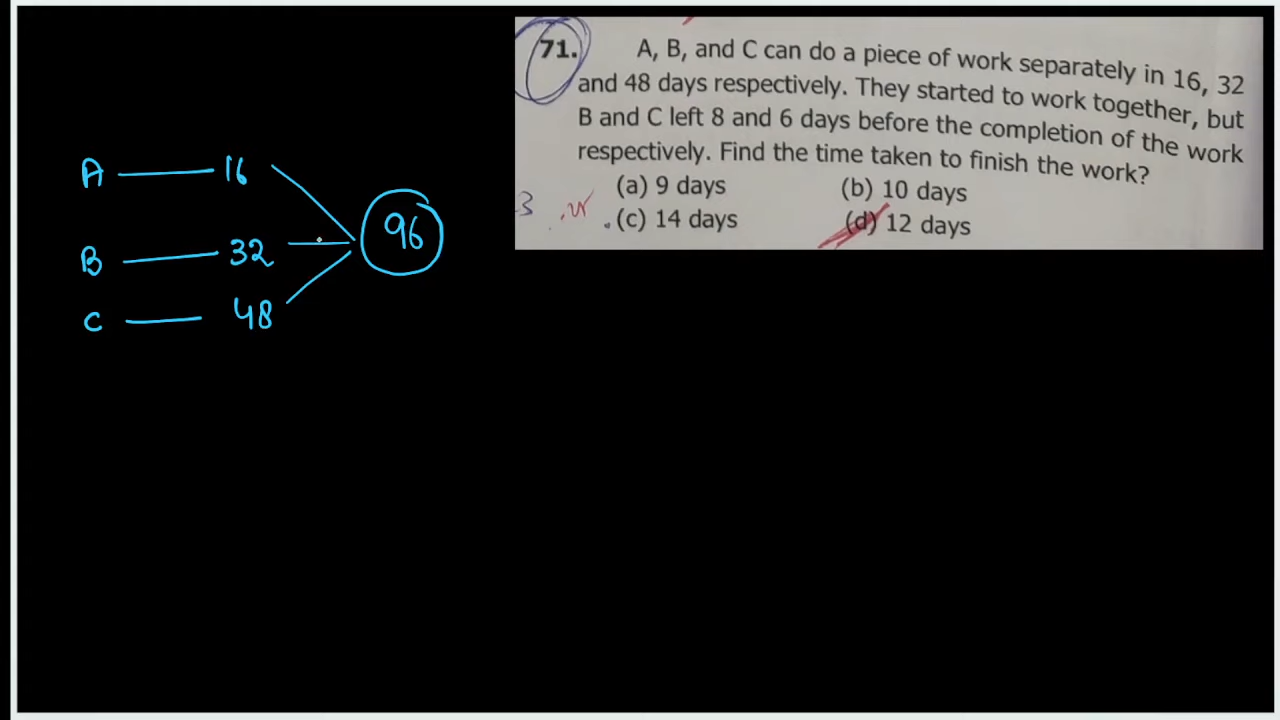 71. A, B, and C can do a piece of work separately in 16, 32
and 48 days respectively. They started to work together, but
B and C left 8 and 6 days before the completion of the work
respectively. Find the time taken to finish the work?
(a) 9 days (b) 10 days
(c) 14 days (d) 12 days
A 16
B 32
C 48
96